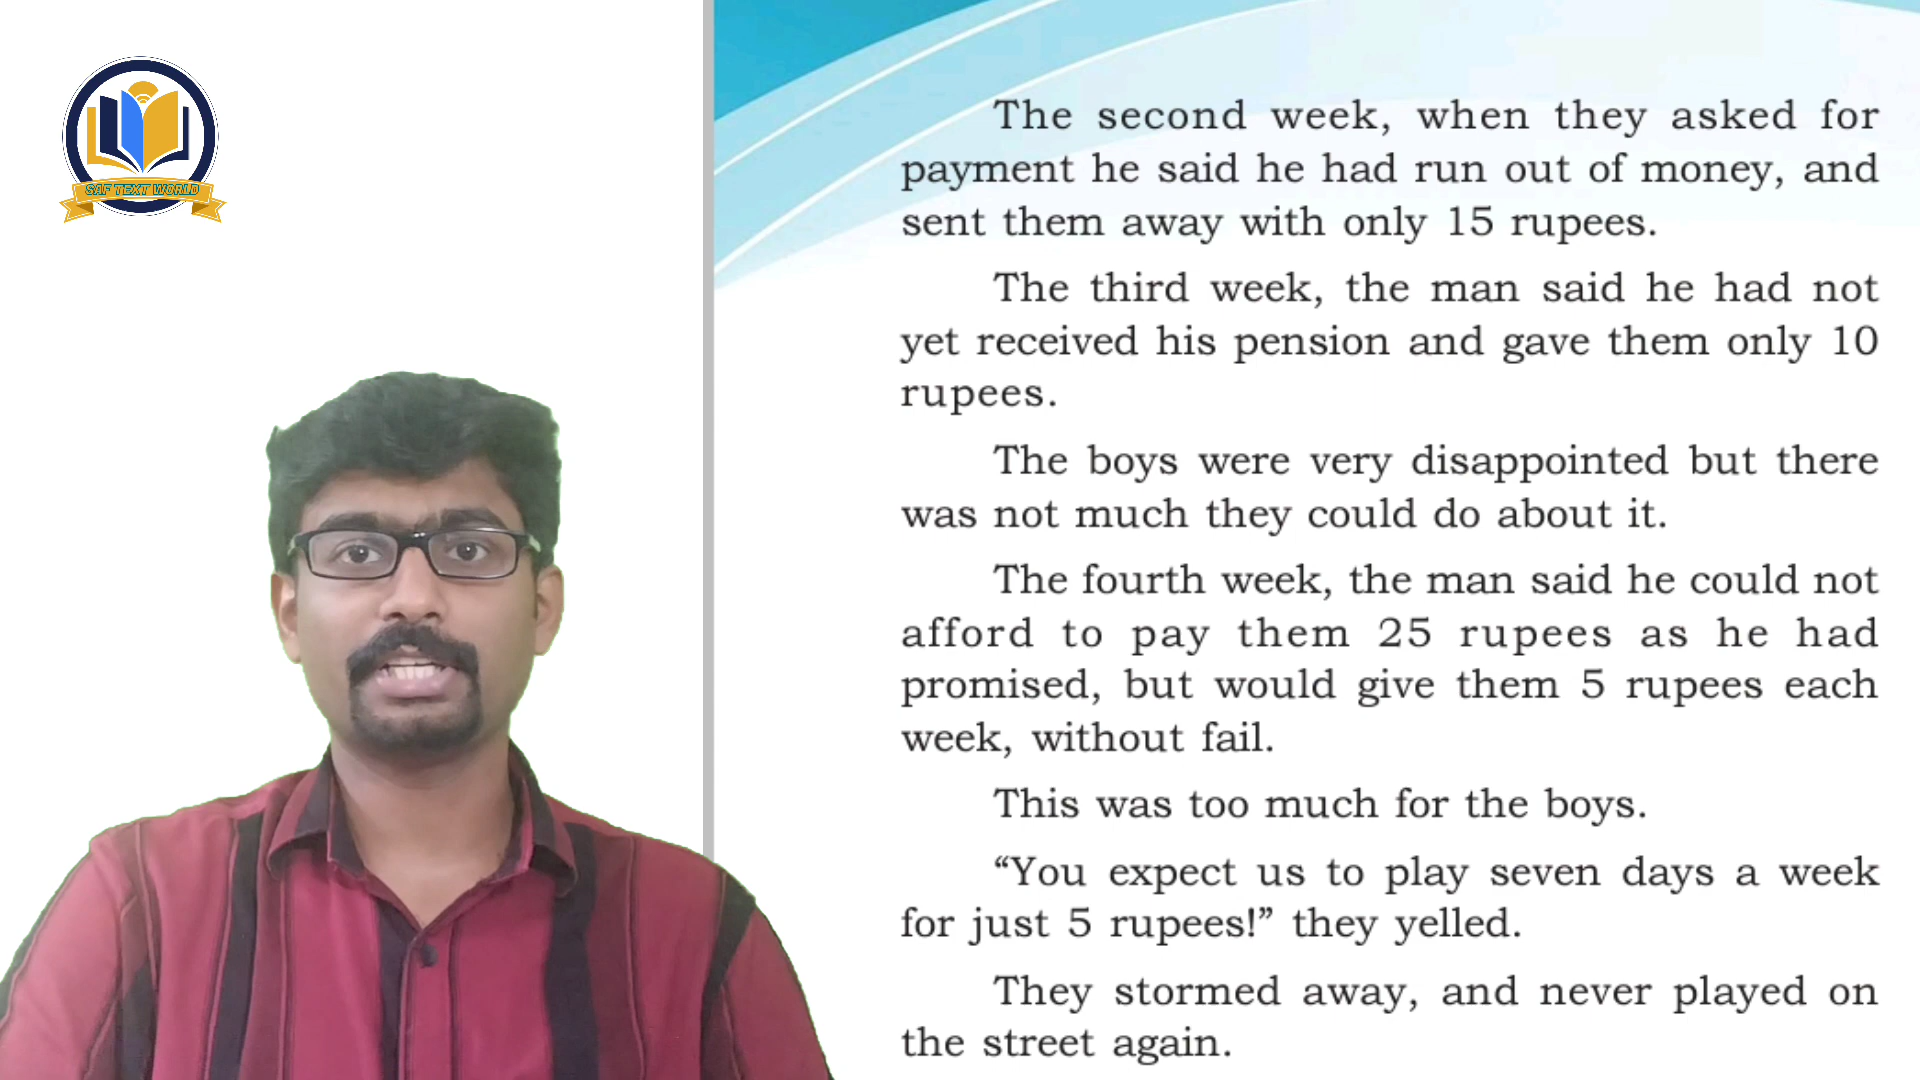 SAF TEXT WORLD
The second week, when they asked for
payment he said he had run out of money, and
sent them away with only 15 rupees.
The third week, the man said he had not
yet received his pension and gave them only 10
rupees.
The boys were very disappointed but there
was not much they could do about it.
The fourth week, the man said he could not
afford to pay them 25 rupees as he had
promised, but would give them 5 rupees each
week, without fail.
This was too much for the boys.
“You expect us to play seven days a week
for just 5 rupees!” they yelled.
They stormed away, and never played on
the street again.